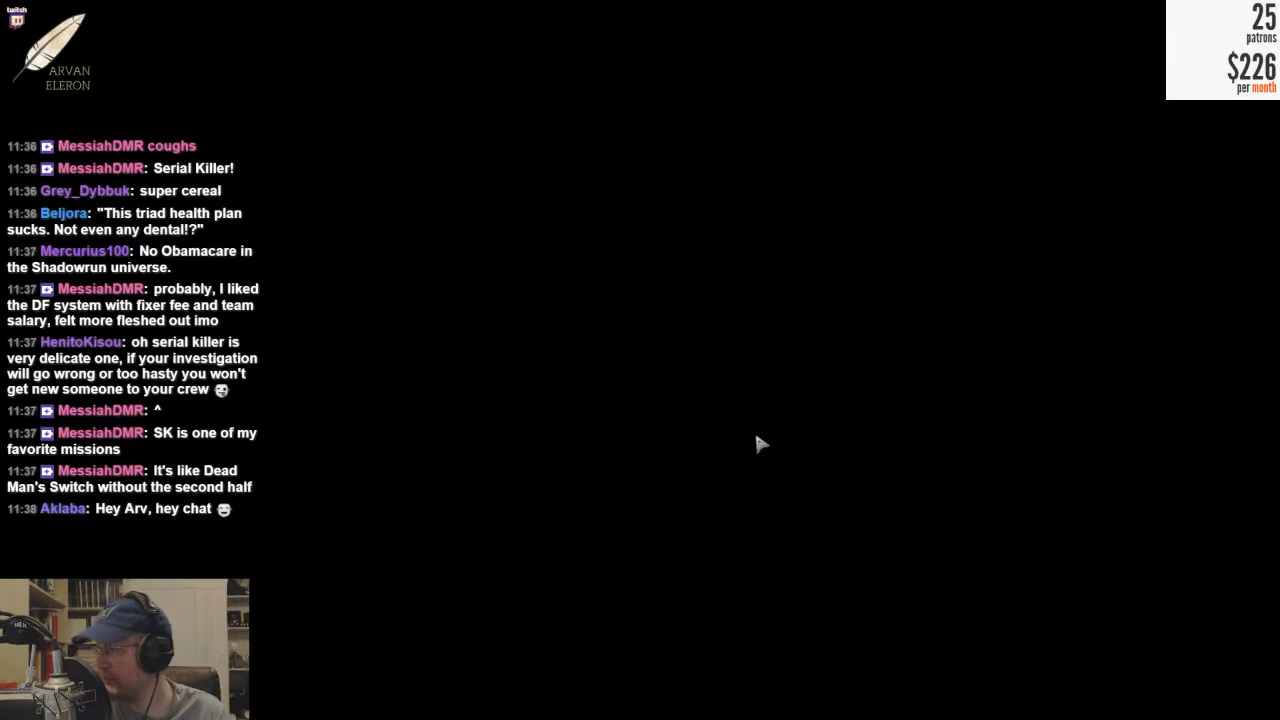 twitch
ARVAN
ELERON
25
patrons
$226
per month
11:36 MessiahDMR coughs
11:36 MessiahDMR: Serial Killer!
11:36 Grey_Dybbuk: super cereal
11:36 Beljora: "This triad health plan
sucks. Not even any dental!?"
11:37 Mercurius100: No Obamacare in
the Shadowrun universe.
11:37 MessiahDMR: probably, I liked
the DF system with fixer fee and team
salary, felt more fleshed out imo
11:37 HenitoKisou: oh serial killer is
very delicate one, if your investigation
will go wrong or too hasty you won't
get new someone to your crew
11:37 MessiahDMR: ^
11:37 MessiahDMR: SK is one of my
favorite missions
11:37 MessiahDMR: It's like Dead
Man's Switch without the second half
11:38 Aklaba: Hey Arv, hey chat